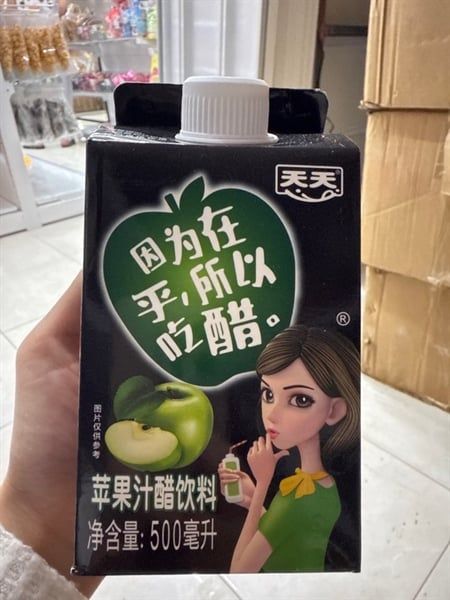 天天
因为在
乎，所以
吃醋。
®
图片仅供参考
苹果汁醋饮料
净含量：500毫升